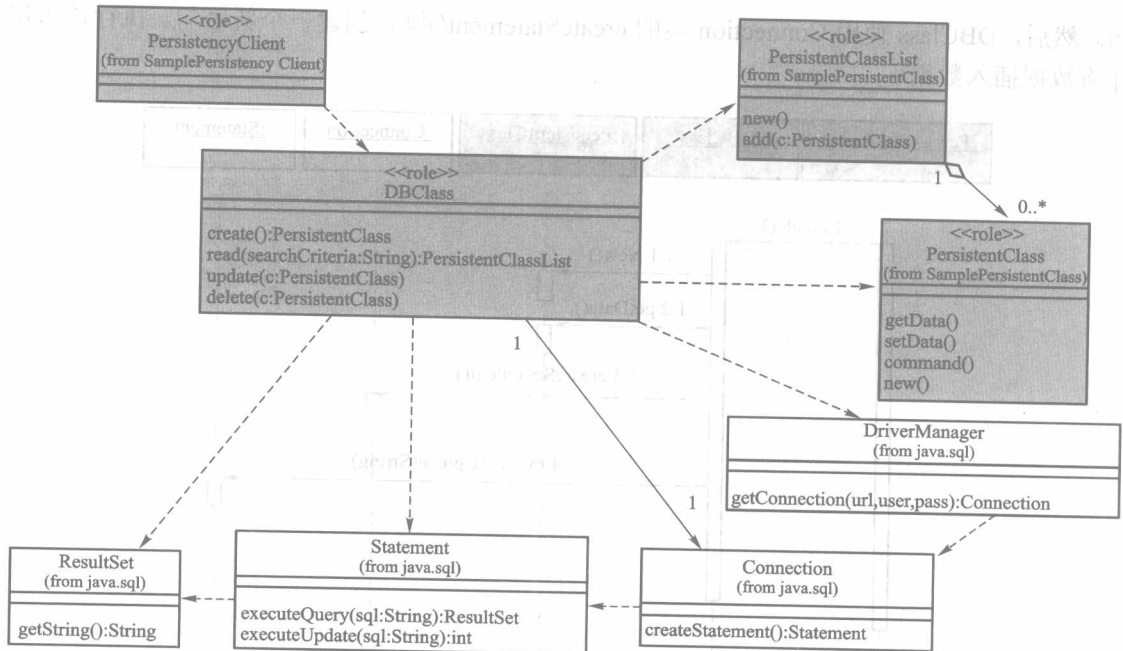 <<role>>
PersistencyClient
(from SamplePersistency Client)
<<role>>
PersistentClassList
(from SamplePersistentClass)
new()
add(c:PersistentClass)
1
0..*
<<role>>
DBClass
create():PersistentClass
read(searchCriteria:String):PersistentClassList
update(c:PersistentClass)
delete(c:PersistentClass)
<<role>>
PersistentClass
(from SamplePersistentClass)
getData()
setData()
command()
new()
1
1
DriverManager
(from java.sql)
getConnection(url,user,pass):Connection
ResultSet
(from java.sql)
getString():String
Statement
(from java.sql)
executeQuery(sql:String):ResultSet
executeUpdate(sql:String):int
Connection
(from java.sql)
createStatement():Statement